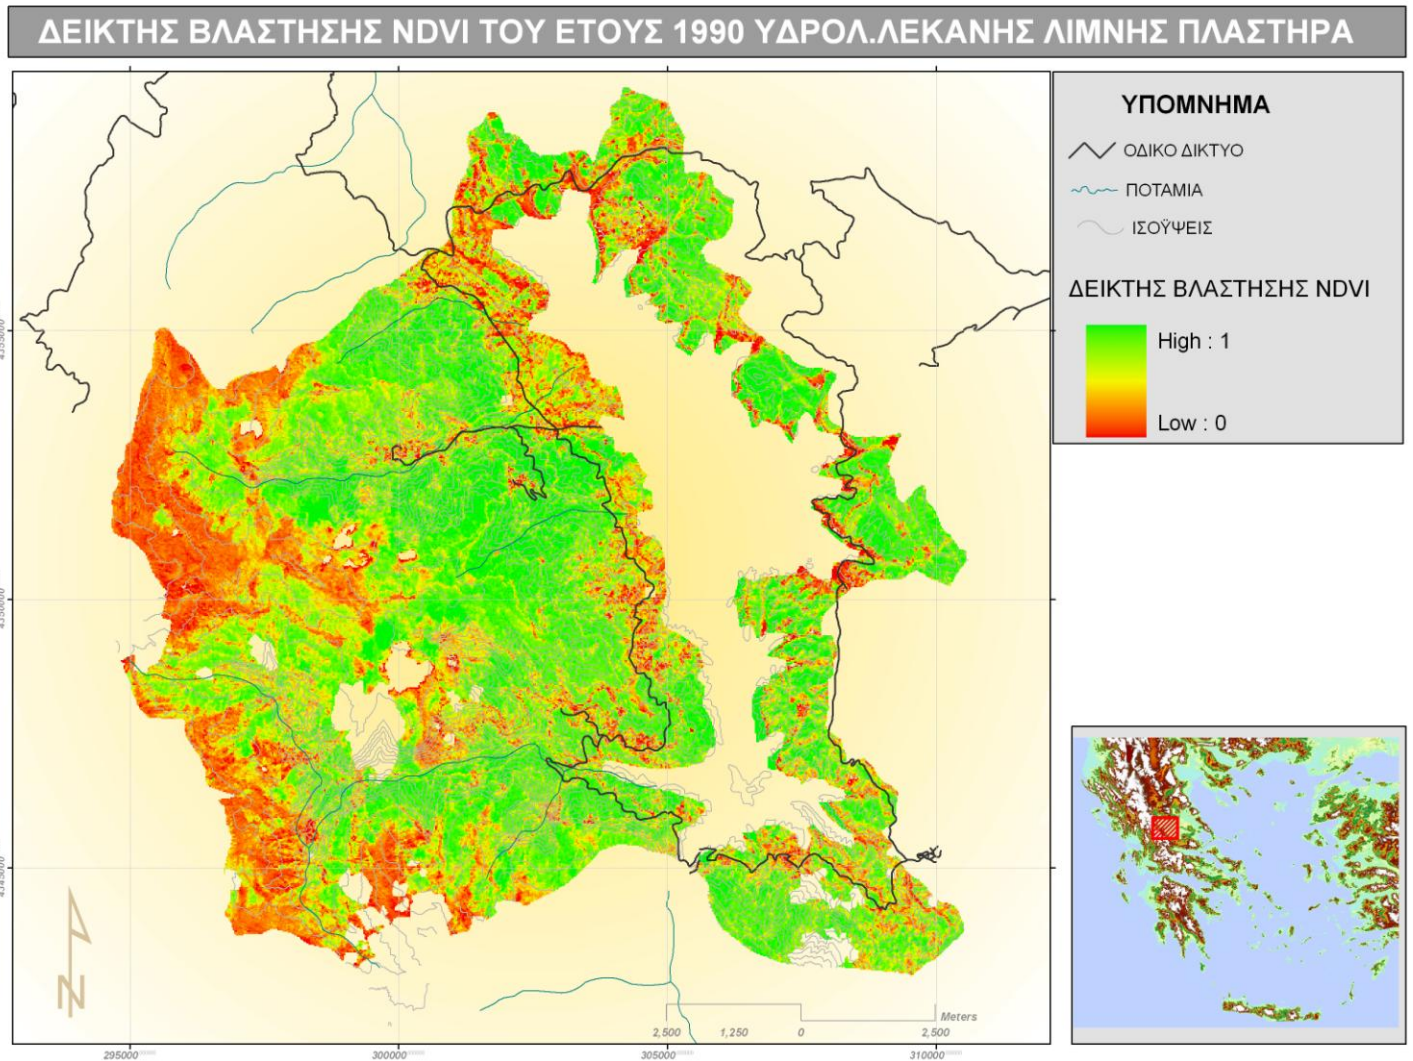 ΔΕΙΚΤΗΣ ΒΛΑΣΤΗΣΗΣ NDVI ΤΟΥ ΕΤΟΥΣ 1990 ΥΔΡΟΛ.ΛΕΚΑΝΗΣ ΛΙΜΝΗΣ ΠΛΑΣΤΗΡΑ
ΥΠΟΜΝΗΜΑ
ΟΔΙΚΟ ΔΙΚΤΥΟ
ΠΟΤΑΜΙΑ
ΙΣΟΫΨΕΙΣ
ΔΕΙΚΤΗΣ ΒΛΑΣΤΗΣΗΣ NDVI
High : 1
Low : 0
N
Meters
2,500 1,250 0 2,500
295000 300000 305000 310000